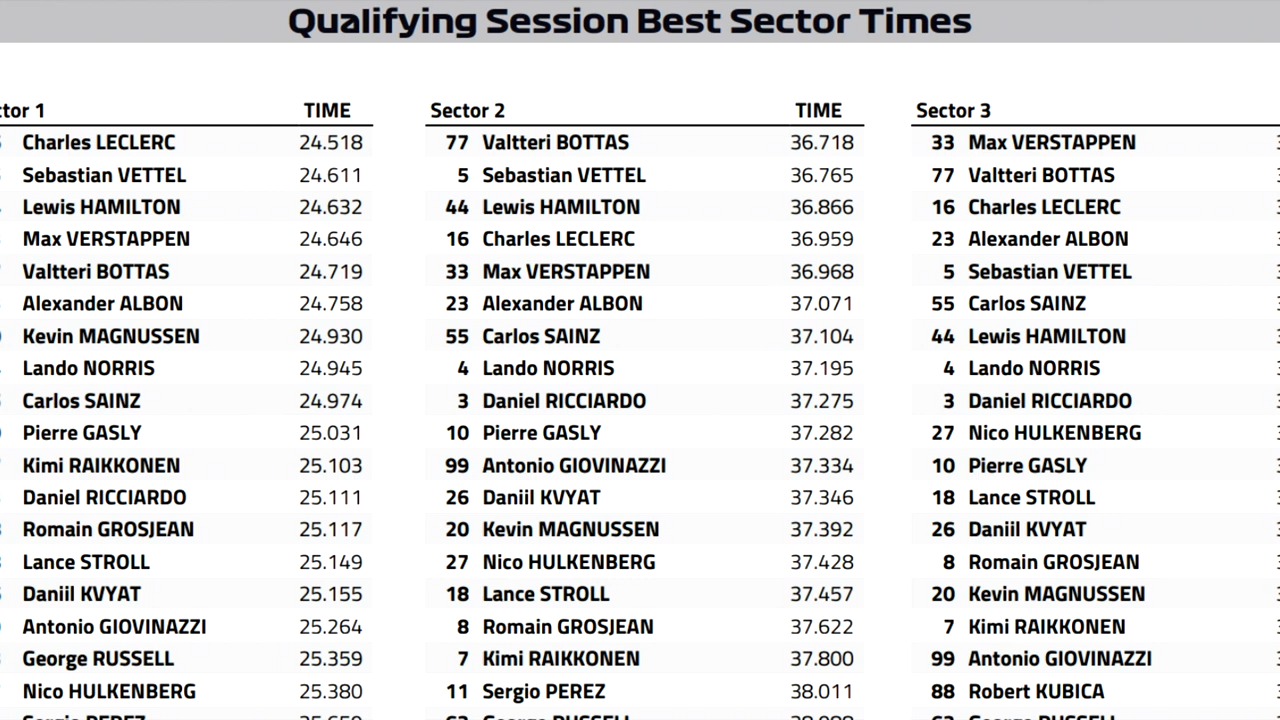 Qualifying Session Best Sector Times
tor 1 TIME Sector 2 TIME Sector 3
Charles LECLERC 24.518 77 Valtteri BOTTAS 36.718 33 Max VERSTAPPEN
Sebastian VETTEL 24.611 5 Sebastian VETTEL 36.765 77 Valtteri BOTTAS
Lewis HAMILTON 24.632 44 Lewis HAMILTON 36.866 16 Charles LECLERC
Max VERSTAPPEN 24.646 16 Charles LECLERC 36.959 23 Alexander ALBON
Valtteri BOTTAS 24.719 33 Max VERSTAPPEN 36.968 5 Sebastian VETTEL
Alexander ALBON 24.758 23 Alexander ALBON 37.071 55 Carlos SAINZ
Kevin MAGNUSSEN 24.930 55 Carlos SAINZ 37.104 44 Lewis HAMILTON
Lando NORRIS 24.945 4 Lando NORRIS 37.195 4 Lando NORRIS
Carlos SAINZ 24.974 3 Daniel RICCIARDO 37.275 3 Daniel RICCIARDO
Pierre GASLY 25.031 10 Pierre GASLY 37.282 27 Nico HULKENBERG
Kimi RAIKKONEN 25.103 99 Antonio GIOVINAZZI 37.334 10 Pierre GASLY
Daniel RICCIARDO 25.111 26 Daniil KVYAT 37.346 18 Lance STROLL
Romain GROSJEAN 25.117 20 Kevin MAGNUSSEN 37.392 26 Daniil KVYAT
Lance STROLL 25.149 27 Nico HULKENBERG 37.428 8 Romain GROSJEAN
Daniil KVYAT 25.155 18 Lance STROLL 37.457 20 Kevin MAGNUSSEN
Antonio GIOVINAZZI 25.264 8 Romain GROSJEAN 37.622 7 Kimi RAIKKONEN
George RUSSELL 25.359 7 Kimi RAIKKONEN 37.800 99 Antonio GIOVINAZZI
Nico HULKENBERG 25.380 11 Sergio PEREZ 38.011 88 Robert KUBICA
Sergio PEREZ George RUSSELL George RUSSELL